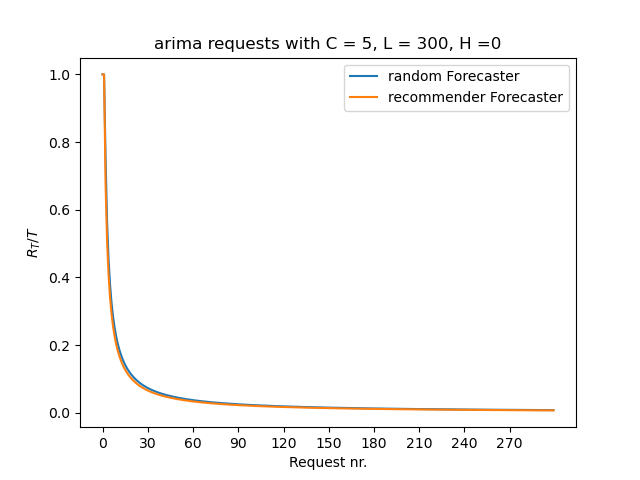 arima requests with C = 5, L = 300, H =0
random Forecaster
recommender Forecaster
1.0
0.8
0.6
0.4
0.2
0.0
R_T/T
0 30 60 90 120 150 180 210 240 270
Request nr.